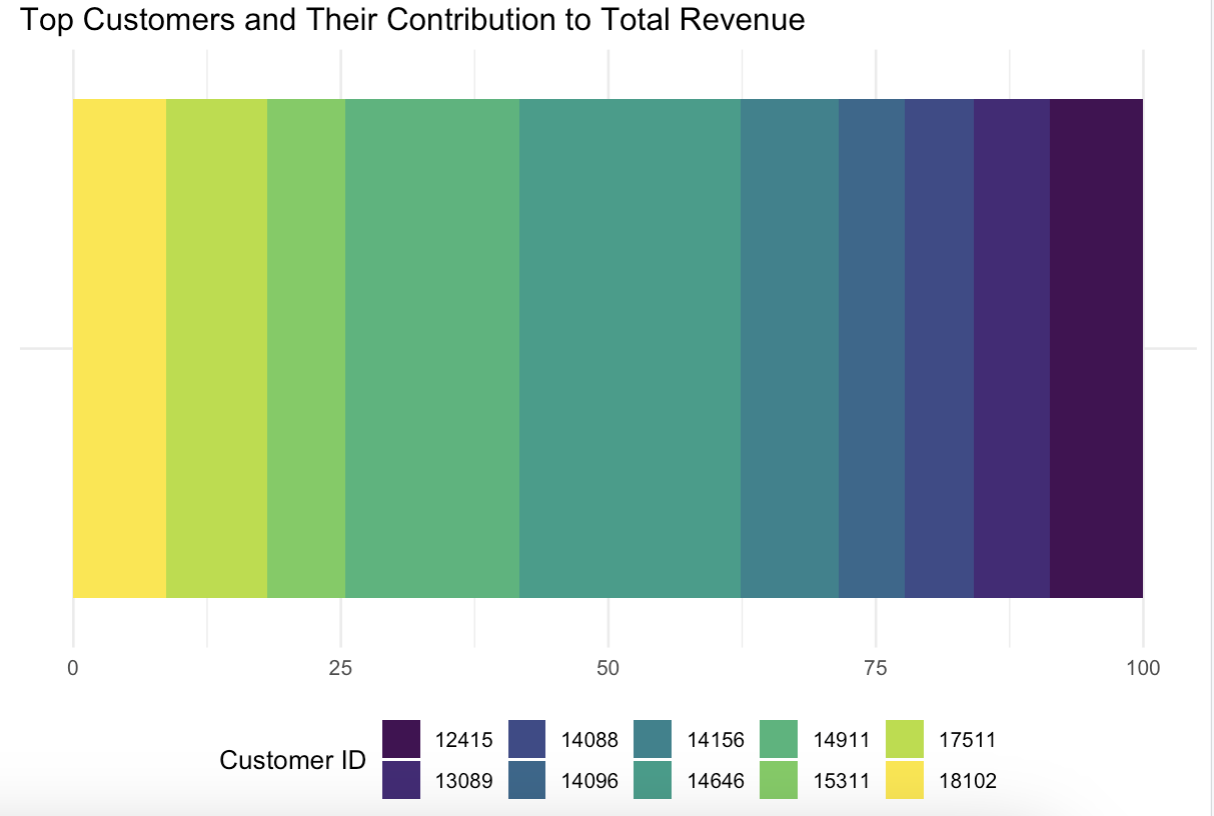 Top Customers and Their Contribution to Total Revenue
0 25 50 75 100
12415 14088 14156 14911 17511
Customer ID
13089 14096 14646 15311 18102